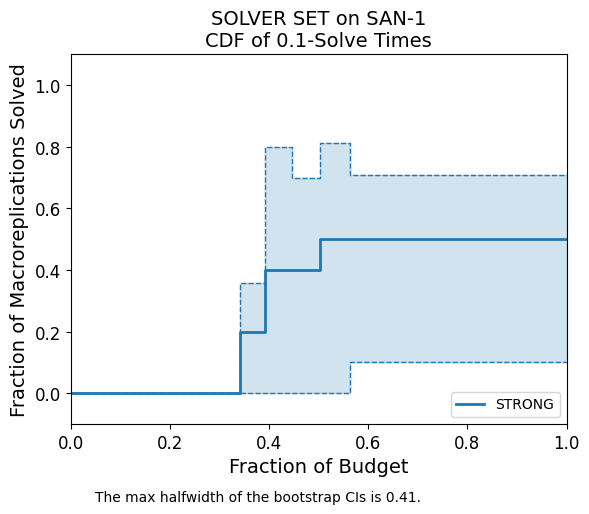 SOLVER SET on SAN-1
CDF of 0.1-Solve Times
Fraction of Macroreplications Solved
1.0
0.8
0.6
0.4
0.2
0.0
STRONG
0.0 0.2 0.4 0.6 0.8 1.0
Fraction of Budget
The max halfwidth of the bootstrap CIs is 0.41.